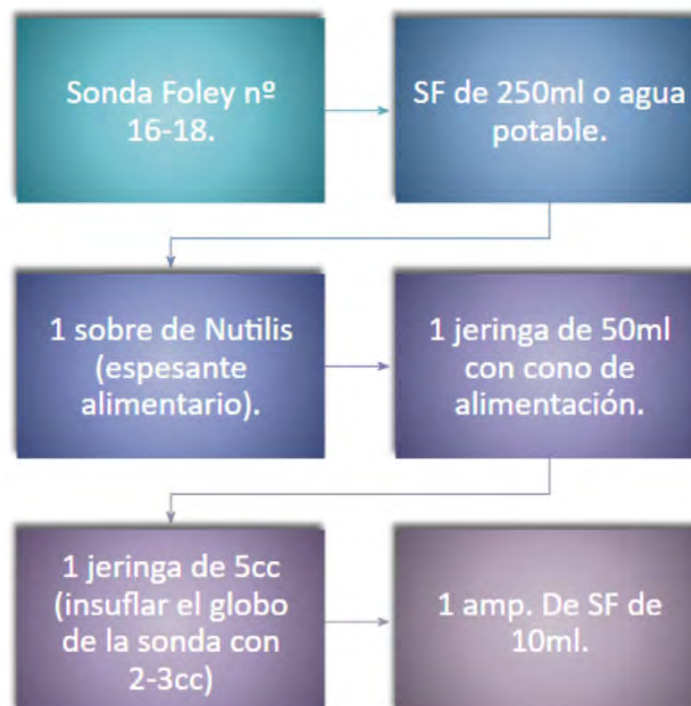 Sonda Foley nº
16-18.
SF de 250ml o agua
potable.
1 sobre de Nutilis
(espesante
alimentario).
1 jeringa de 50ml
con cono de
alimentación.
1 jeringa de 5cc
(insuflar el globo
de la sonda con
2-3cc)
1 amp. De SF de
10ml.